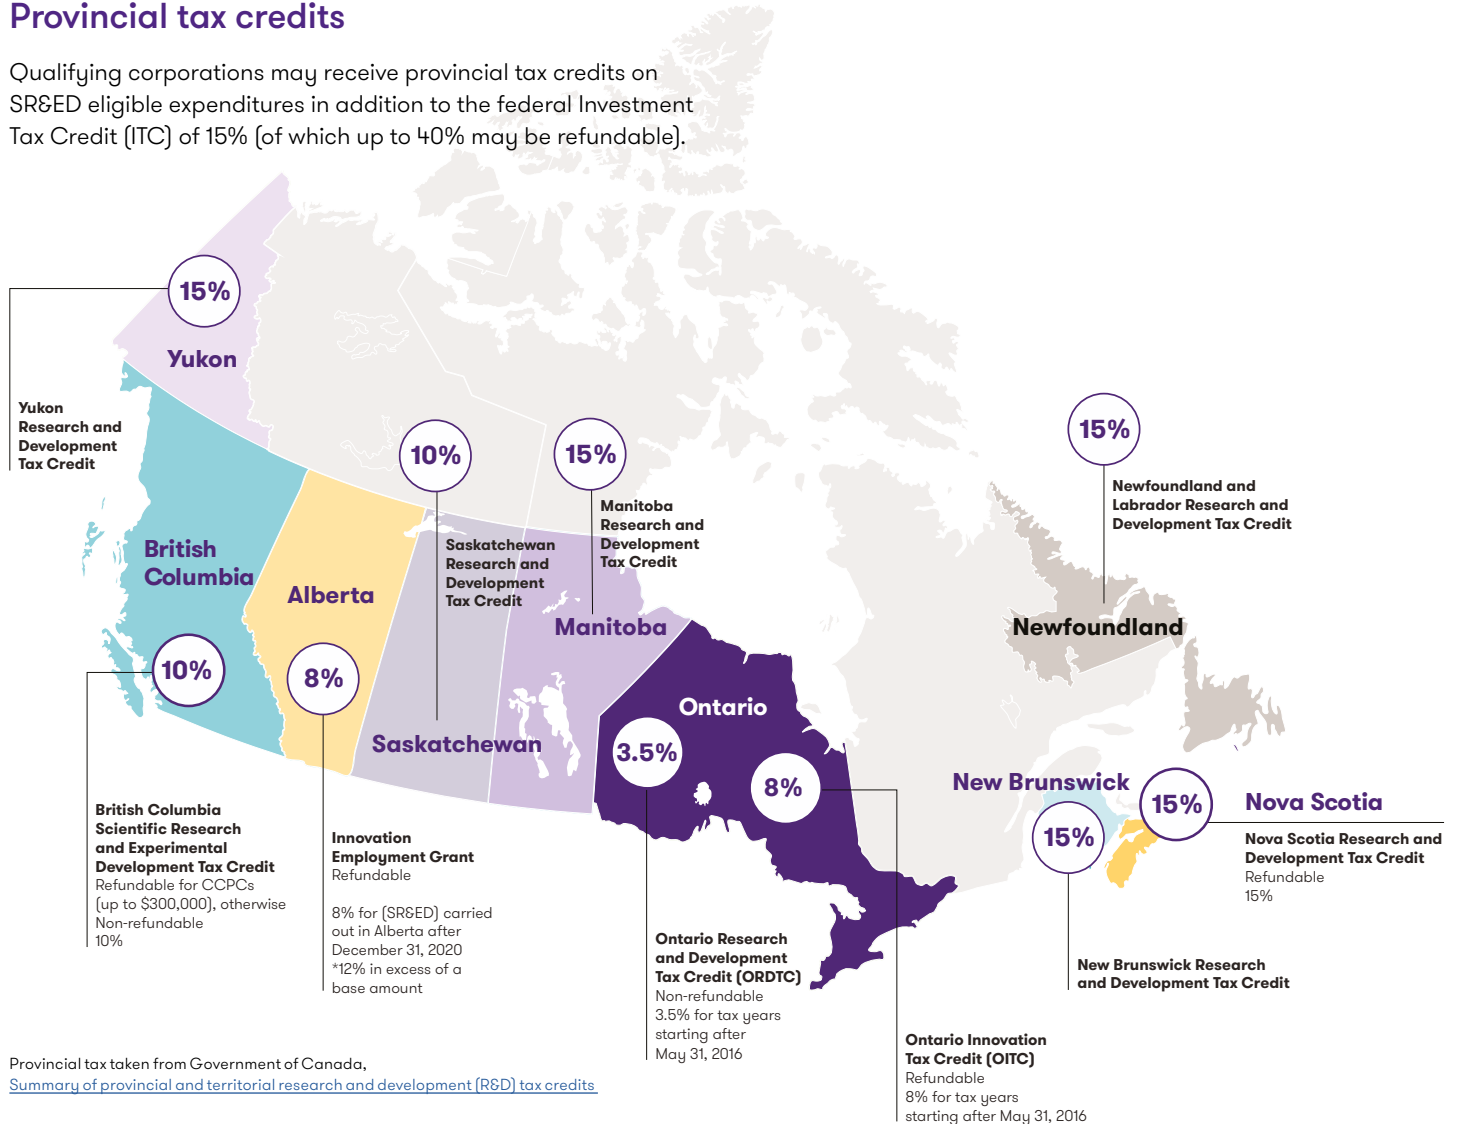 Provincial tax credits
Qualifying corporations may receive provincial tax credits on
SR&ED eligible expenditures in addition to the federal Investment
Tax Credit (ITC) of 15% (of which up to 40% may be refundable).
15%
Yukon
Yukon
Research and
Development
Tax Credit
10%
15%
15%
Manitoba
Research and
Development
Tax Credit
Saskatchewan
Research and
Development
Tax Credit
Newfoundland and
Labrador Research and
Development Tax Credit
British
Columbia
Alberta
Manitoba
Newfoundland
10%
8%
Saskatchewan
Ontario
3.5%
8%
New Brunswick
15%
15%
Nova Scotia
Nova Scotia Research and
Development Tax Credit
Refundable
15%
British Columbia
Scientific Research
and Experimental
Development Tax Credit
Refundable for CCPCs
(up to $300,000), otherwise
Non-refundable
10%
Innovation
Employment Grant
Refundable
8% for (SR&ED) carried
out in Alberta after
December 31, 2020
*12% in excess of a
base amount
Ontario Research
and Development
Tax Credit (ORDTC)
Non-refundable
3.5% for tax years
starting after
May 31, 2016
New Brunswick Research
and Development Tax Credit
Ontario Innovation
Tax Credit (OITC)
Refundable
8% for tax years
starting after May 31, 2016
Provincial tax taken from Government of Canada,
Summary of provincial and territorial research and development (R&D) tax credits